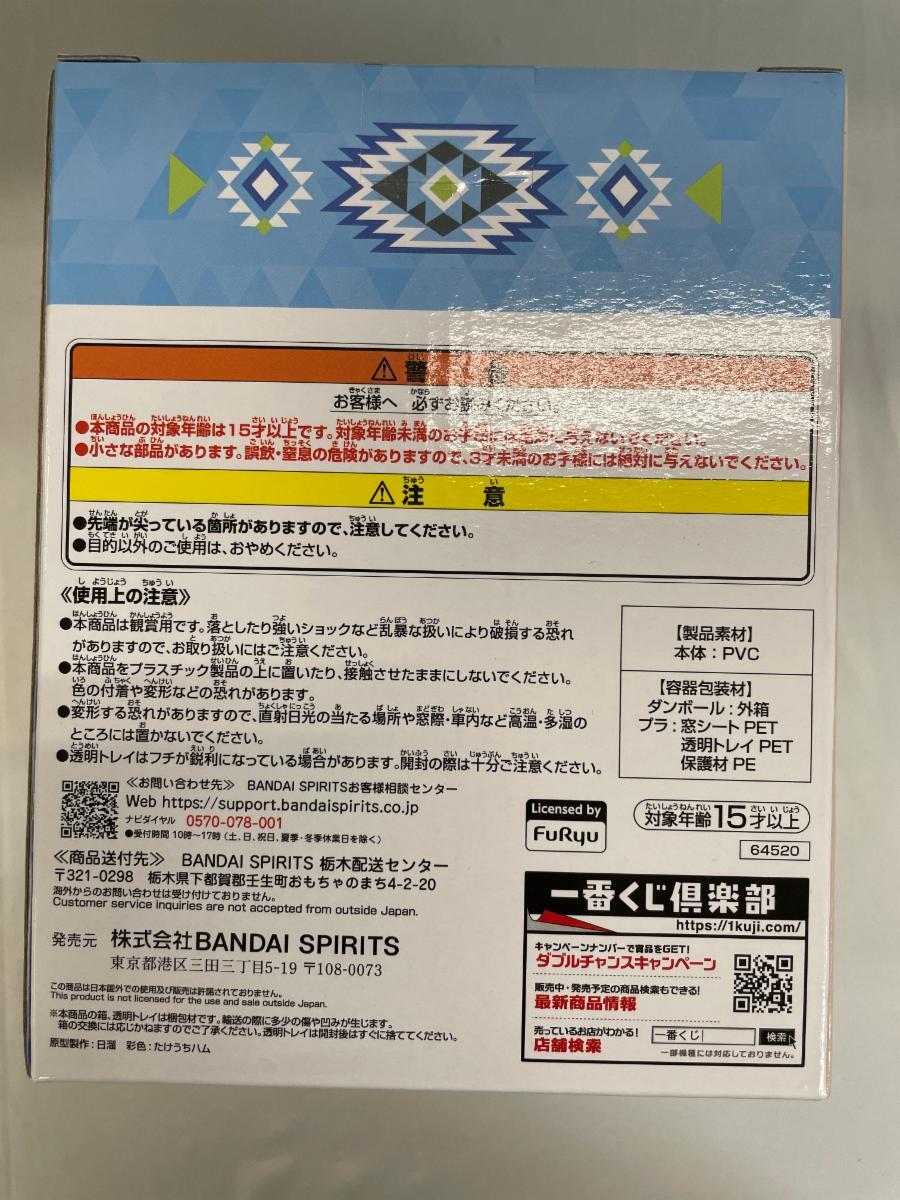 ⚠警
お客様へ 必ずお読みください
●本商品の対象年齢は15才以上です。対象年齢未満のお子様には絶対に与えないでください。
●小さな部品があります。誤飲・窒息の危険がありますので、3才未満のお子様には絶対に与えないでください。
⚠注 意
●先端が尖っている箇所がありますので、注意してください。
●目的以外のご使用は、おやめください。
《使用上の注意》
●本商品は観賞用です。落としたり強いショックなど乱暴な扱いにより破損する恐れ
がありますので、お取り扱いにはご注意ください。
●本商品をプラスチック製品の上に置いたり、接触させたままにしないでください。
色の付着や変形などの恐れがあります。
●変形する恐れがありますので、直射日光の当たる場所や窓際・車内など高温・多湿の
ところには置かないでください。
●透明トレイはフチが鋭利になっている場合があります。開封の際は十分ご注意ください。
【製品素材】
本体：PVC
【容器包装材】
ダンボール：外箱
プラ：窓シート PET
透明トレイ PET
保護材 PE
≪お問い合わせ先≫ BANDAI SPIRITSお客様相談センター
Web https://support.bandaispirits.co.jp
ナビダイヤル 0570-078-001
●受付時間 10時～17時(土、日、祝日、夏季・冬季休業日を除く)
≪商品送付先≫ BANDAI SPIRITS 栃木配送センター
〒321-0298 栃木県下都賀郡壬生町おもちゃのまち4-2-20
海外からのお問い合わせは受け付けておりません。
Customer service inquiries are not accepted from outside Japan.
発売元 株式会社BANDAI SPIRITS
東京都港区三田三丁目5-19 〒108-0073
この商品は日本国外での使用及び販売は許諾されておりません。
This product is not licensed for the use and sale outside Japan.
※本商品の箱、透明トレイは梱包材です。輸送の際に多少の傷や凹みが生じます。
箱の交換には応じかねますのでご了承ください。透明トレイは開封後はすぐに捨ててください。
原型製作：日溜 彩色：たけうちハム
Licensed by
FuRyu
対象年齢15才以上
64520
一番くじ倶楽部
https://1kuji.com/
キャンペーンナンバーで賞品をGET!
ダブルチャンスキャンペーン
販売中・発売予定の商品検索もできる!
最新商品情報
売っているお店がわかる!
店舗検索
一番くじ 検索
一部機種には対応しておりません。